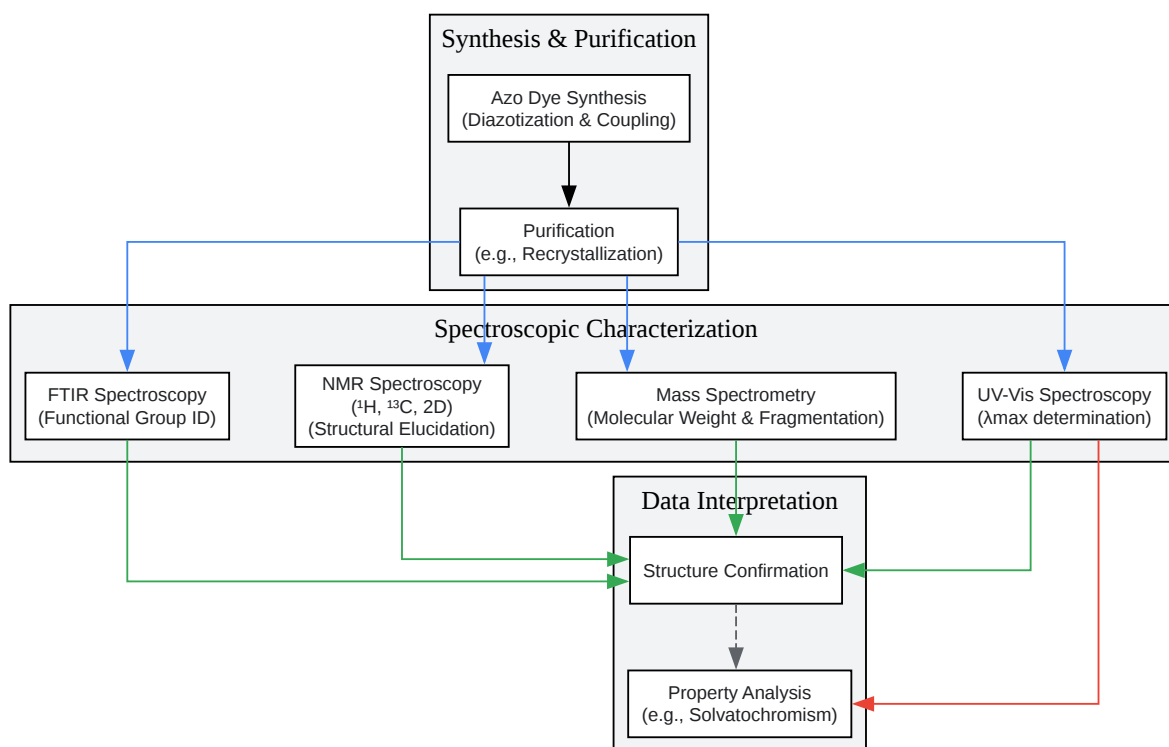 Synthesis & Purification
Azo Dye Synthesis
(Diazotization & Coupling)
Purification
(e.g., Recrystallization)
Spectroscopic Characterization
FTIR Spectroscopy
(Functional Group ID)
NMR Spectroscopy
(¹H, ¹³C, 2D)
(Structural Elucidation)
Mass Spectrometry
(Molecular Weight & Fragmentation)
UV-Vis Spectroscopy
(λmax determination)
Data Interpretation
Structure Confirmation
Property Analysis
(e.g., Solvatochromism)